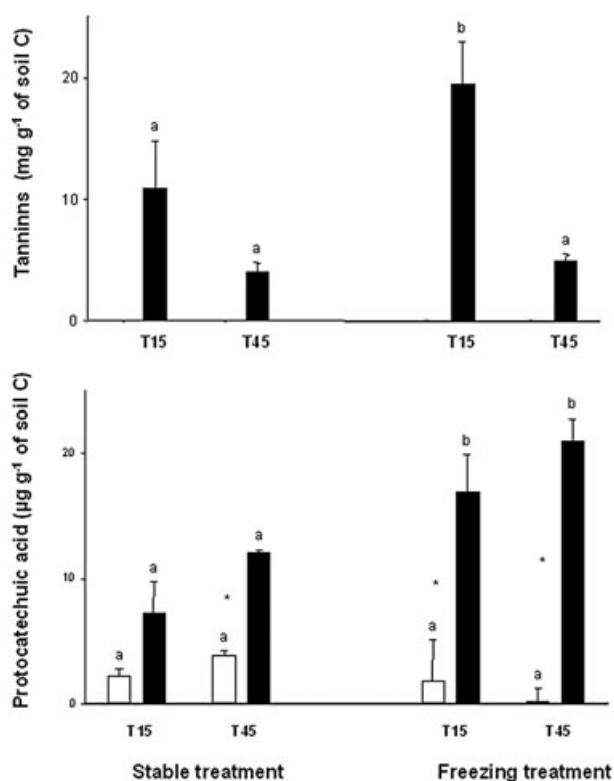 Tanninns (mg g⁻¹ of soil C)
20
10
0
a
a
b
a
T15
T45
T15
T45
Protocatechuic acid (µg g⁻¹ of soil C)
20
10
0
a
a
a
*
a
a
*
b
a
*
b
T15
T45
T15
T45
Stable treatment
Freezing treatment